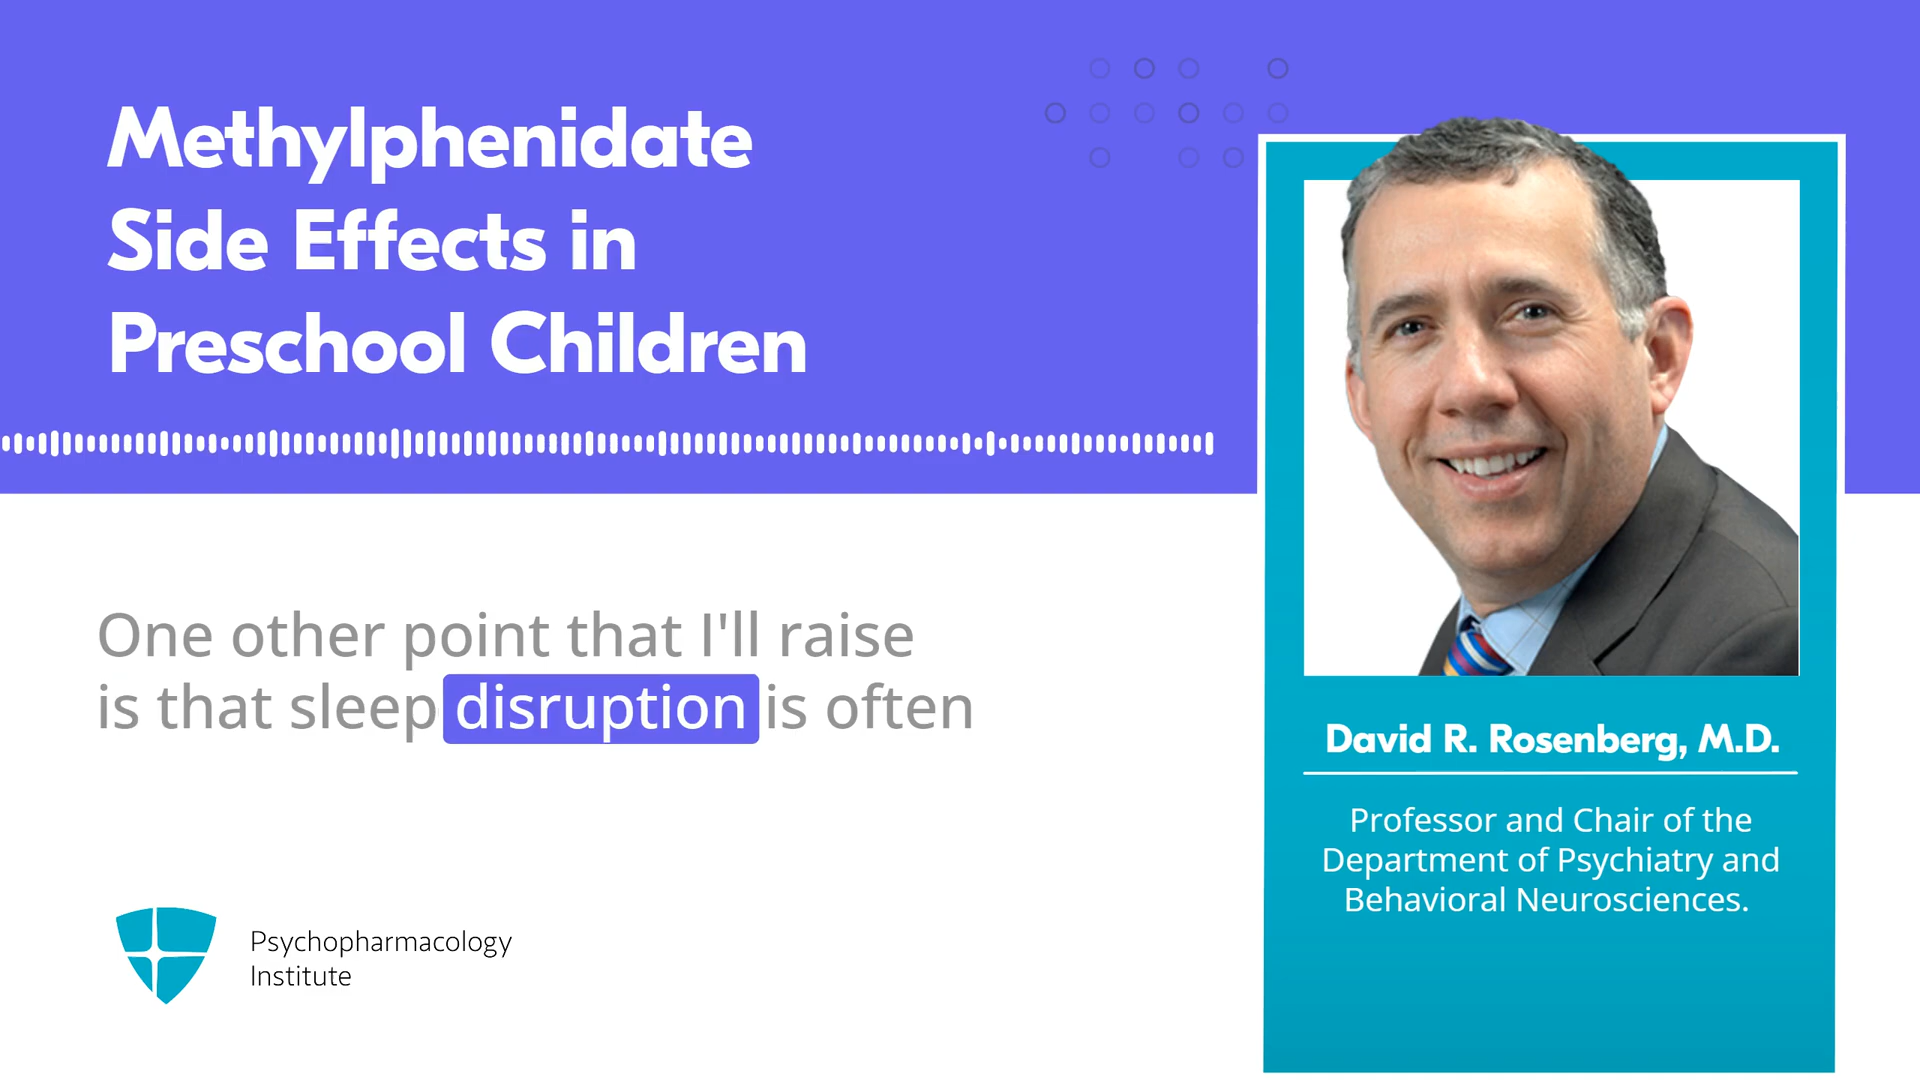 Methylphenidate
Side Effects in
Preschool Children
One other point that I'll raise
is that sleep disruption is often
Psychopharmacology
Institute
David R. Rosenberg, M.D.
Professor and Chair of the
Department of Psychiatry and
Behavioral Neurosciences.